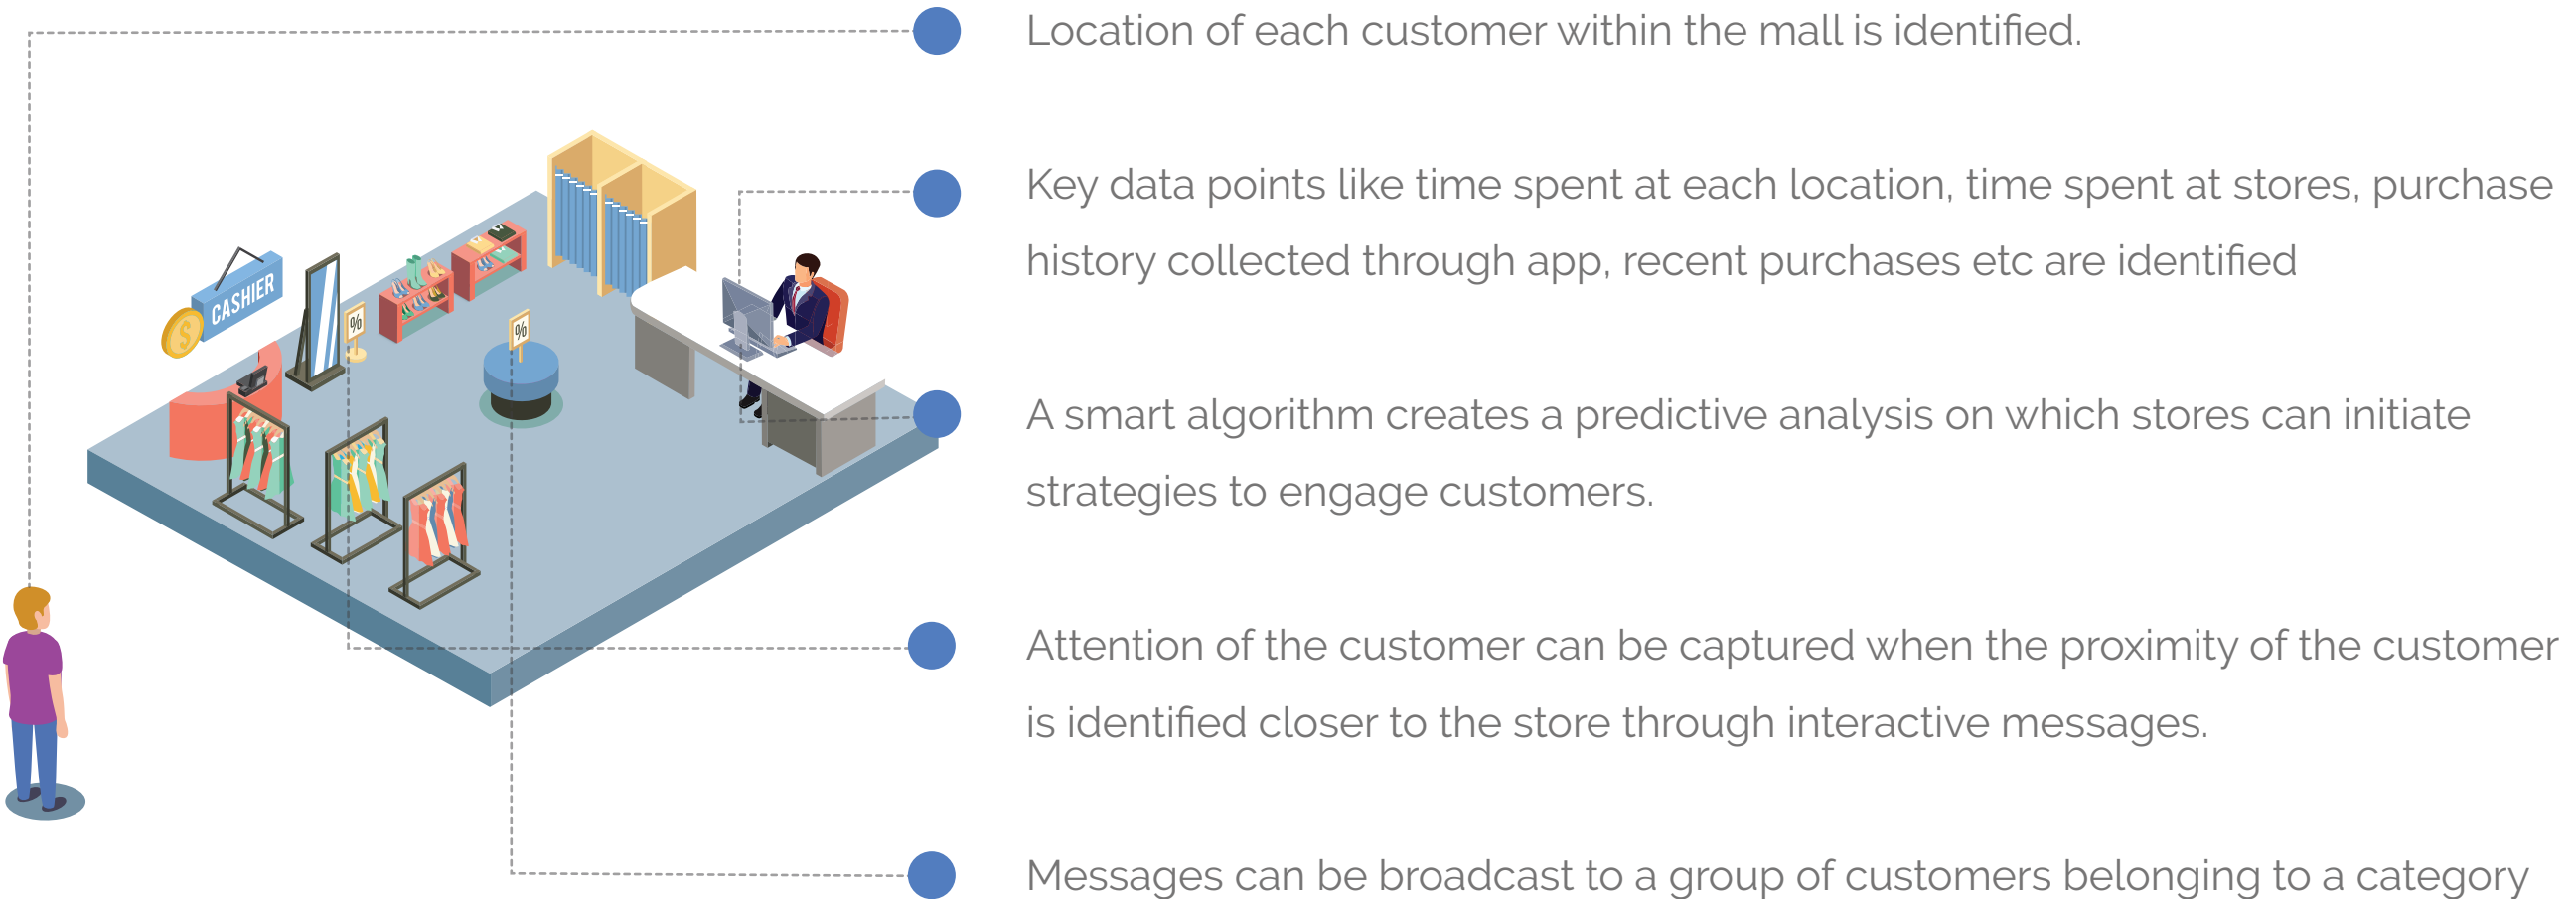 Location of each customer within the mall is identified.
Key data points like time spent at each location, time spent at stores, purchase
history collected through app, recent purchases etc are identified
CASHIER
$
%
%
A smart algorithm creates a predictive analysis on which stores can initiate
strategies to engage customers.
Attention of the customer can be captured when the proximity of the customer
is identified closer to the store through interactive messages.
Messages can be broadcast to a group of customers belonging to a category